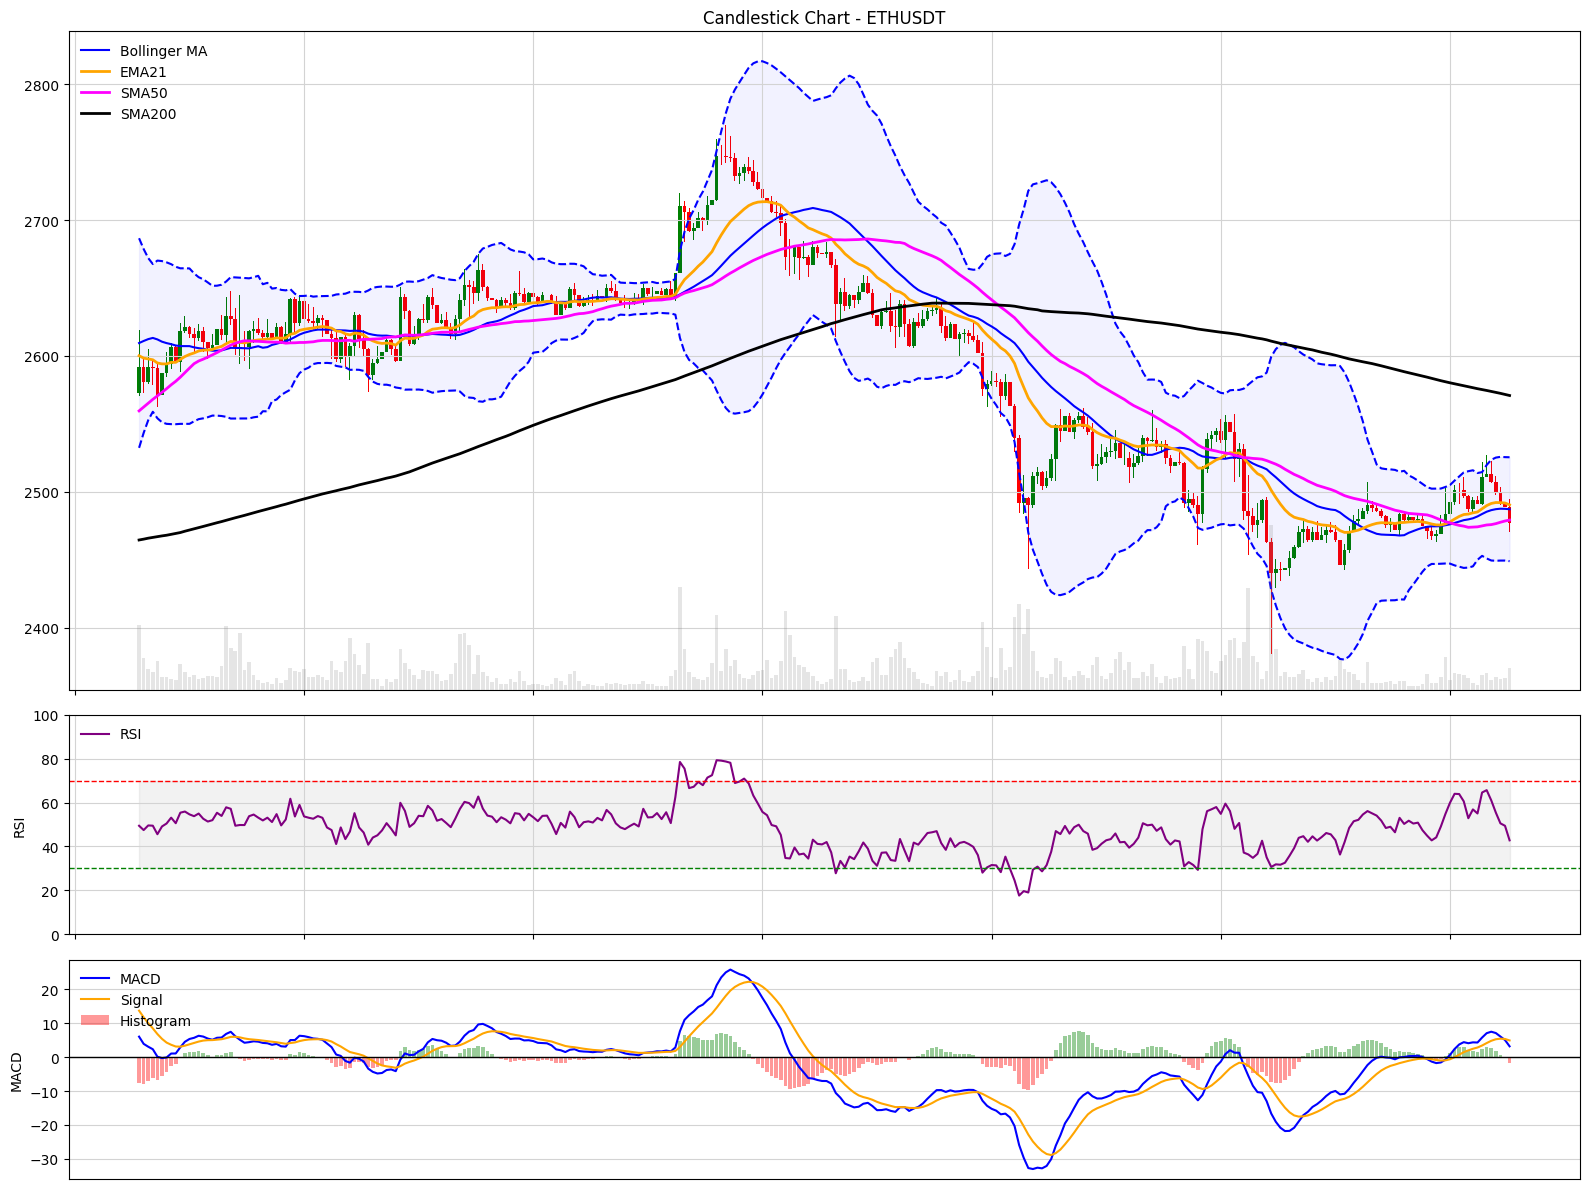 Candlestick Chart - ETHUSDT
Bollinger MA
EMA21
SMA50
SMA200
2800
2700
2600
2500
2400
100
80
60
40
20
0
RSI
RSI
20
10
0
−10
−20
−30
MACD
MACD
Signal
Histogram